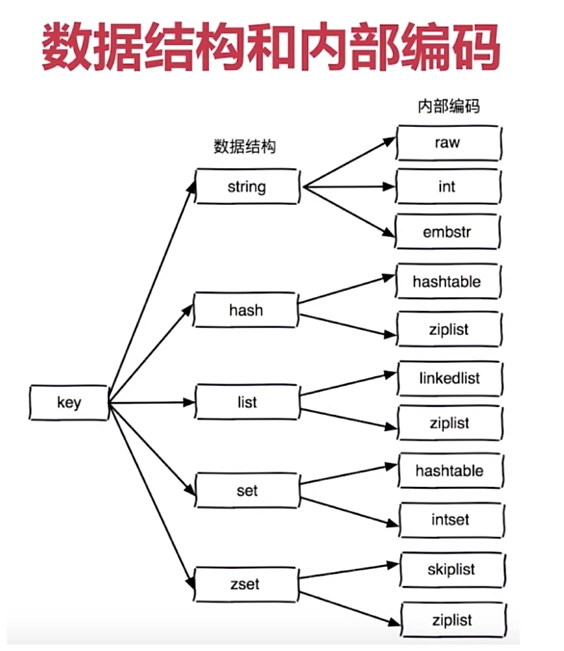 数据结构和内部编码
内部编码
数据结构
raw
string
int
embstr
hash
hashtable
ziplist
key
list
linkedlist
ziplist
set
hashtable
intset
zset
skiplist
ziplist